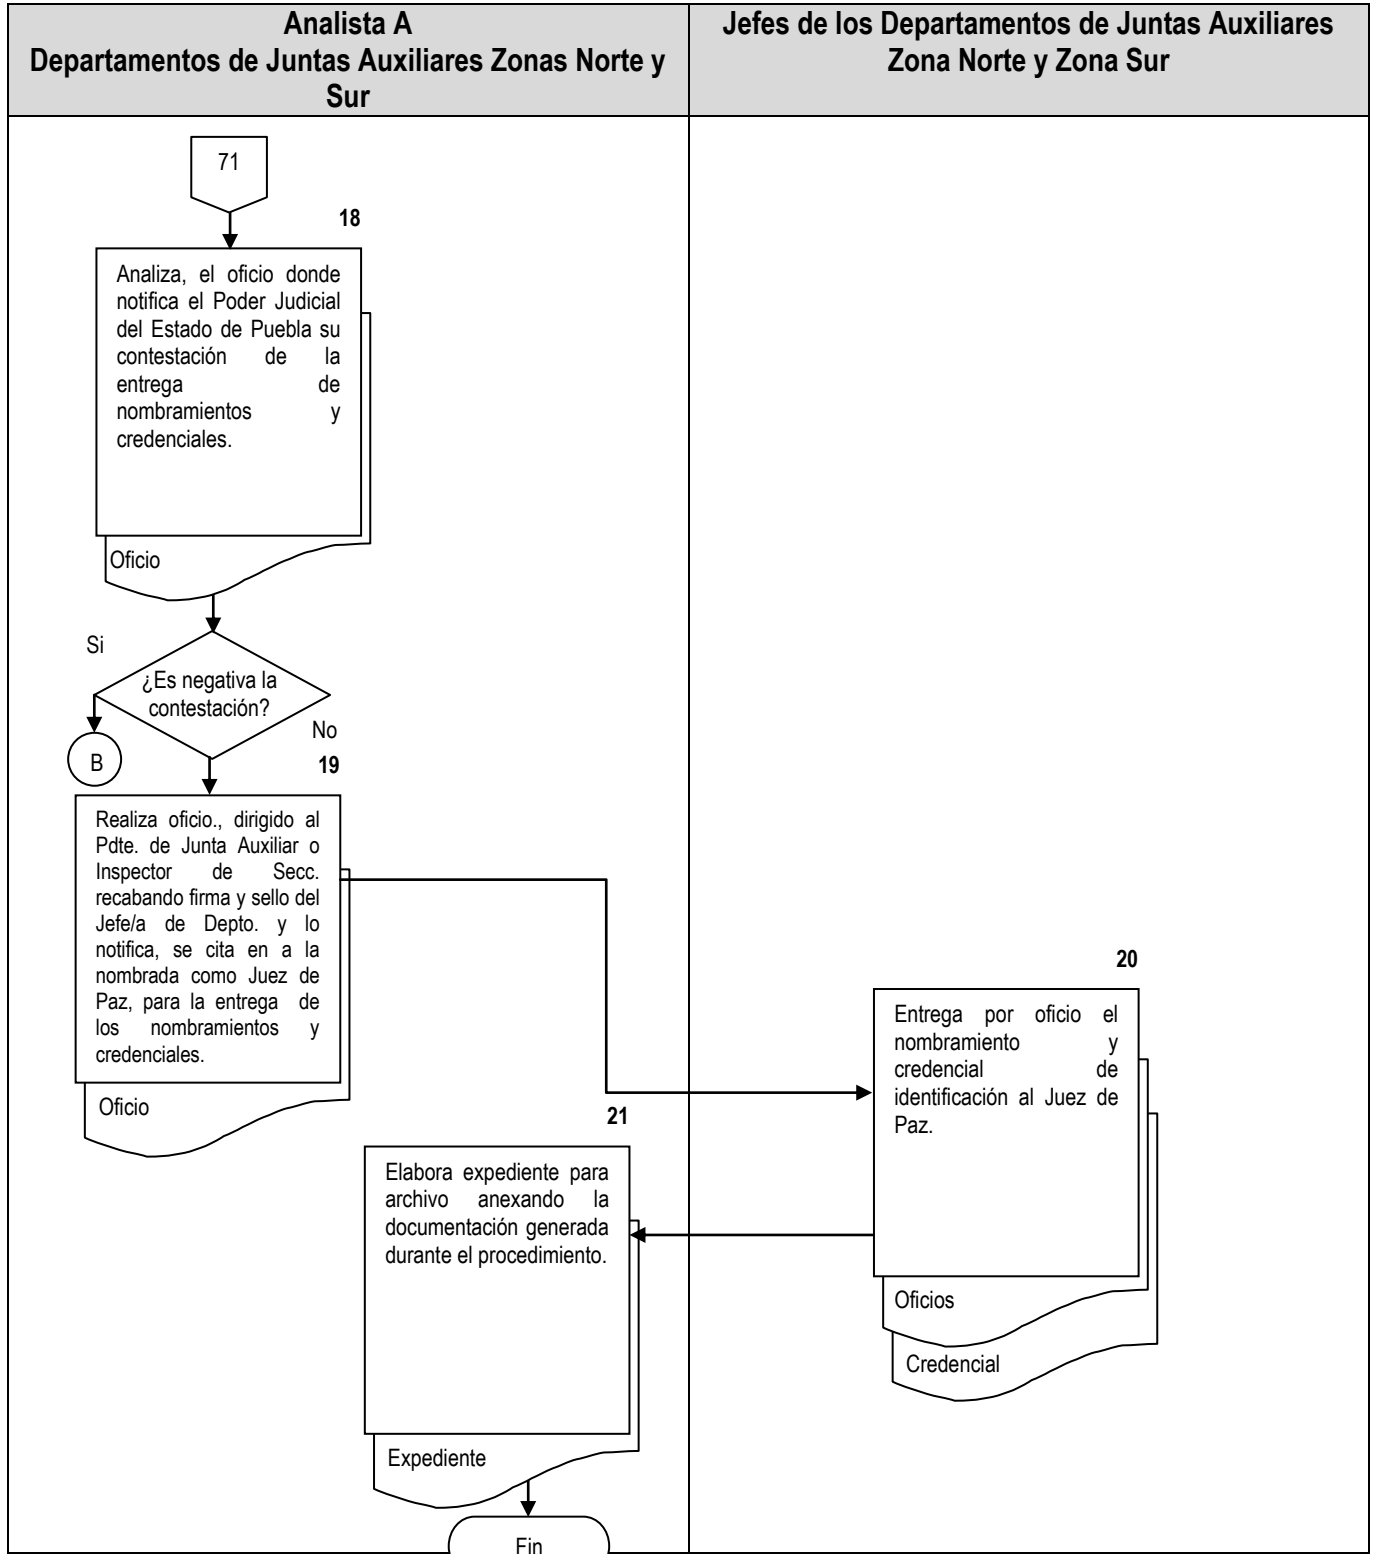 Analista A
Departamentos de Juntas Auxiliares Zonas Norte y
Sur
Jefes de los Departamentos de Juntas Auxiliares
Zona Norte y Zona Sur
71
18
Analiza, el oficio donde
notifica el Poder Judicial
del Estado de Puebla su
contestación de la
entrega de
nombramientos y
credenciales.
Oficio
Si
¿Es negativa la
contestación?
No
B
19
Realiza oficio., dirigido al
Pdte. de Junta Auxiliar o
Inspector de Secc.
recabando firma y sello del
Jefe/a de Depto. y lo
notifica, se cita en a la
nombrada como Juez de
Paz, para la entrega de
los nombramientos y
credenciales.
Oficio
20
Entrega por oficio el
nombramiento y
credencial de
identificación al Juez de
Paz.
Oficios
Credencial
21
Elabora expediente para
archivo anexando la
documentación generada
durante el procedimiento.
Expediente
Fin